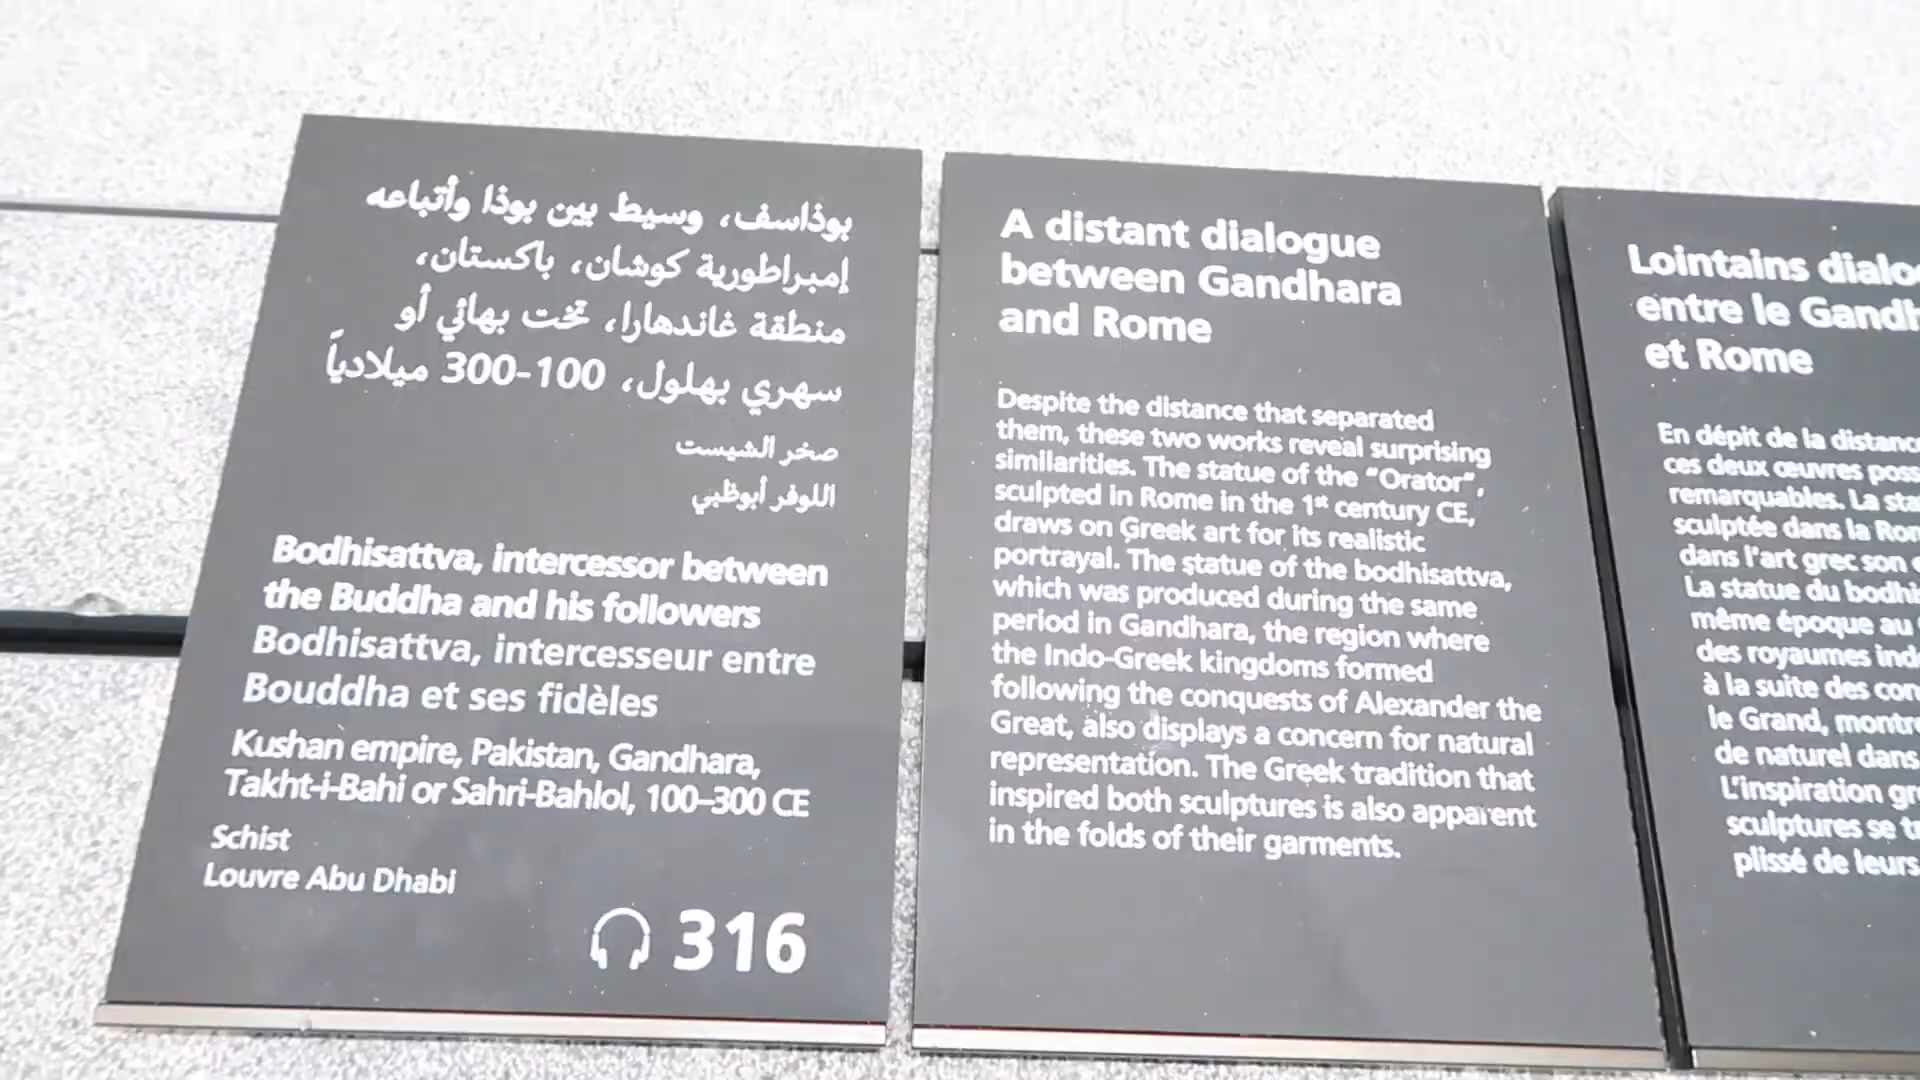 بوذاسف، وسيط بين بوذا وأتباعه
إمبراطورية كوشان، باكستان،
منطقة غاندهارا، تخت بهائي أو
سهري بهلول، 100-300 ميلادياً
صخر الشيست
اللوفر أبوظبي
Bodhisattva, intercessor between
the Buddha and his followers
Bodhisattva, intercesseur entre
Bouddha et ses fidèles
Kushan empire, Pakistan, Gandhara,
Takht-i-Bahi or Sahri-Bahlol, 100–300 CE
Schist
Louvre Abu Dhabi
316
A distant dialogue
between Gandhara
and Rome
Despite the distance that separated
them, these two works reveal surprising
similarities. The statue of the “Orator”,
sculpted in Rome in the 1st century CE,
draws on Greek art for its realistic
portrayal. The statue of the bodhisattva,
which was produced during the same
period in Gandhara, the region where
the Indo-Greek kingdoms formed
following the conquests of Alexander the
Great, also displays a concern for natural
representation. The Greek tradition that
inspired both sculptures is also apparent
in the folds of their garments.
Lointains
entre le
et Rome
En dépit de la
ces deux œuvres
remarquables. La
sculptée dans la
dans l'art grec son
La statue du
même époque au
des royaumes
à la suite des
le Grand,
de naturel dans
L'inspiration
sculptures se
plissé de leurs